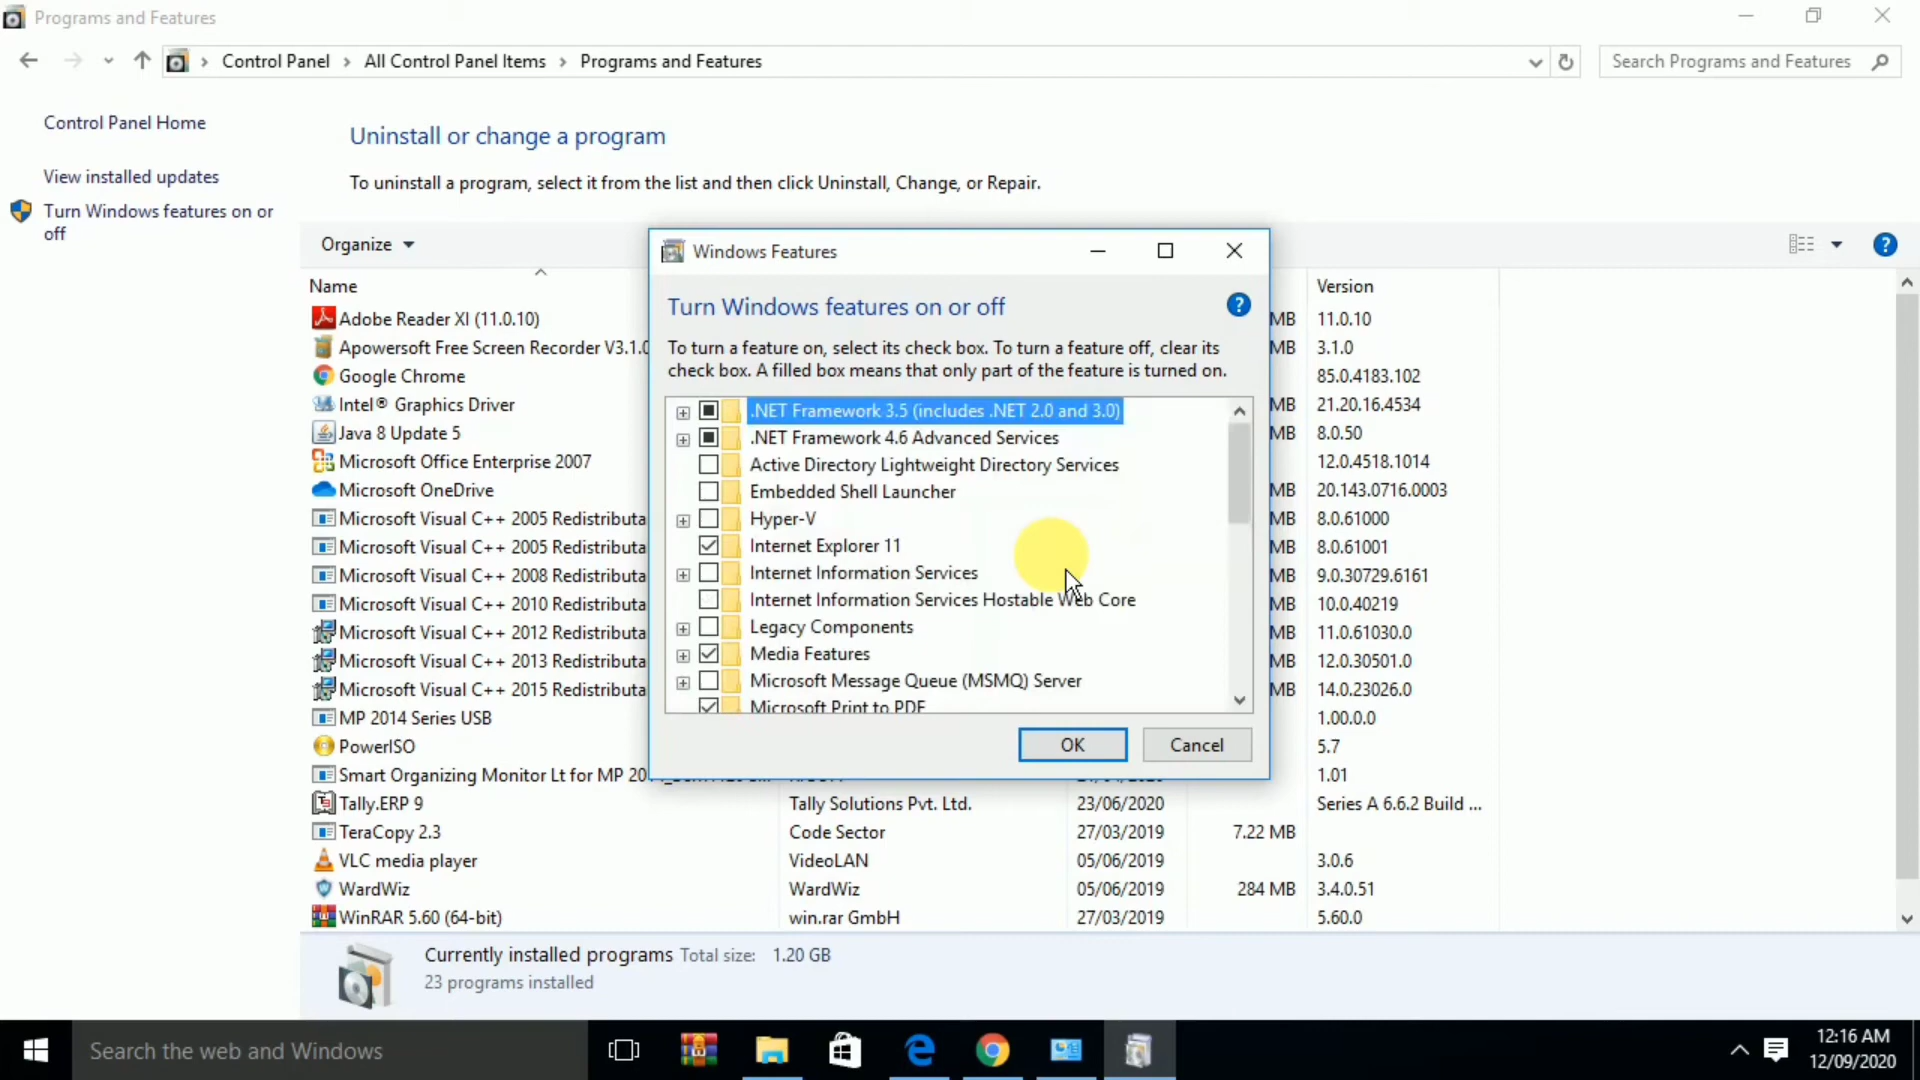 Programs and Features
Control Panel
All Control Panel Items
Programs and Features
Search Programs and Features
Control Panel Home
View installed updates
Turn Windows features on or
off
Uninstall or change a program
To uninstall a program, select it from the list and then click Uninstall, Change, or Repair.
Organize
Name
Version
Adobe Reader XI (11.0.10)
MB
11.0.10
Apowersoft Free Screen Recorder V3.1.0
MB
3.1.0
Google Chrome
85.0.4183.102
Intel® Graphics Driver
MB
21.20.16.4534
Java 8 Update 5
MB
8.0.50
Microsoft Office Enterprise 2007
12.0.4518.1014
Microsoft OneDrive
MB
20.143.0716.0003
Microsoft Visual C++ 2005 Redistributa
MB
8.0.61000
Microsoft Visual C++ 2005 Redistributa
MB
8.0.61001
Microsoft Visual C++ 2008 Redistributa
MB
9.0.30729.6161
Microsoft Visual C++ 2010 Redistributa
MB
10.0.40219
Microsoft Visual C++ 2012 Redistributa
MB
11.0.61030.0
Microsoft Visual C++ 2013 Redistributa
MB
12.0.30501.0
Microsoft Visual C++ 2015 Redistributa
MB
14.0.23026.0
MP 2014 Series USB
1.00.0.0
PowerISO
5.7
Smart Organizing Monitor Lt for MP 20
1.01
Tally.ERP 9
Tally Solutions Pvt. Ltd.
23/06/2020
Series A 6.6.2 Build ...
TeraCopy 2.3
Code Sector
27/03/2019
7.22 MB
VLC media player
VideoLAN
05/06/2019
3.0.6
WardWiz
WardWiz
05/06/2019
284 MB
3.4.0.51
WinRAR 5.60 (64-bit)
win.rar GmbH
27/03/2019
5.60.0
Currently installed programs Total size: 1.20 GB
23 programs installed
Windows Features
Turn Windows features on or off
To turn a feature on, select its check box. To turn a feature off, clear its
check box. A filled box means that only part of the feature is turned on.
.NET Framework 3.5 (includes .NET 2.0 and 3.0)
.NET Framework 4.6 Advanced Services
Active Directory Lightweight Directory Services
Embedded Shell Launcher
Hyper-V
Internet Explorer 11
Internet Information Services
Internet Information Services Hostable Web Core
Legacy Components
Media Features
Microsoft Message Queue (MSMQ) Server
Microsoft Print to PDF
OK
Cancel
Search the web and Windows
12:16 AM
12/09/2020